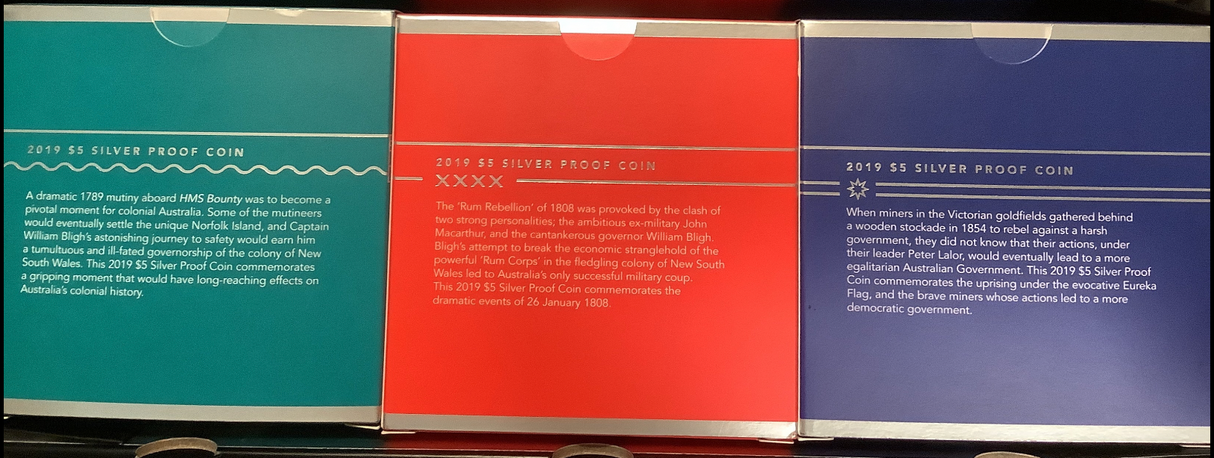 2019 $5 SILVER PROOF COIN
A dramatic 1789 mutiny aboard HMS Bounty was to become a
pivotal moment for colonial Australia. Some of the mutineers
would eventually settle the unique Norfolk Island, and Captain
William Bligh's astonishing journey to safety would earn him
a tumultuous and ill-fated governorship of the colony of New
South Wales. This 2019 $5 Silver Proof Coin commemorates
a gripping moment that would have long-reaching effects on
Australia's colonial history.
2019 $5 SILVER PROOF COIN
XXXX
The 'Rum Rebellion' of 1808 was provoked by the clash of
two strong personalities; the ambitious ex-military John
Macarthur, and the cantankerous governor William Bligh.
Bligh's attempt to break the economic stranglehold of the
powerful 'Rum Corps' in the fledgling colony of New South
Wales led to Australia's only successful military coup.
This 2019 $5 Silver Proof Coin commemorates the
dramatic events of 26 January 1808.
2019 $5 SILVER PROOF COIN
When miners in the Victorian goldfields gathered behind
a wooden stockade in 1854 to rebel against a harsh
government, they did not know that their actions, under
their leader Peter Lalor, would eventually lead to a more
egalitarian Australian Government. This 2019 $5 Silver Proof
Coin commemorates the uprising under the evocative Eureka
Flag, and the brave miners whose actions led to a more
democratic government.